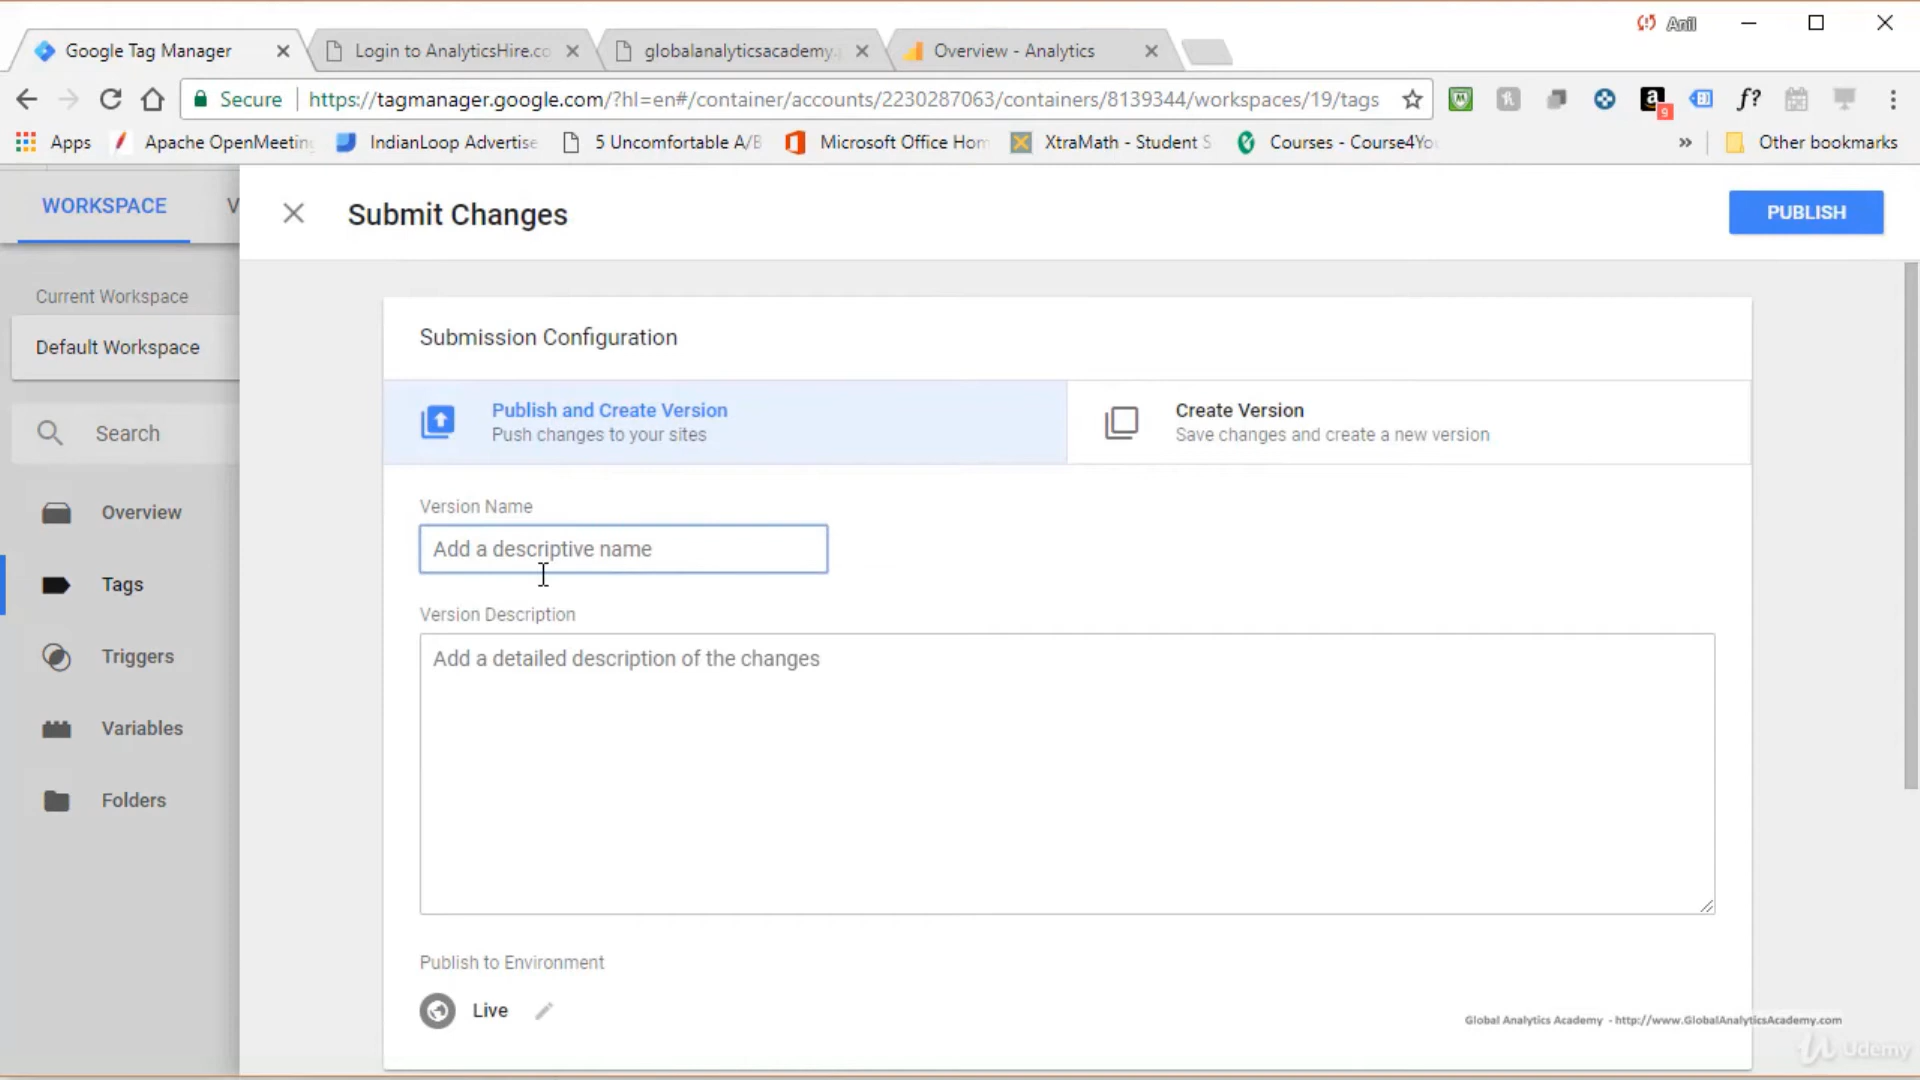 Anil
Google Tag Manager
Login to AnalyticsHire.co
globalanalyticsacademy.
Overview - Analytics
Secure
https://tagmanager.google.com/?hl=en#/container/accounts/2230287063/containers/8139344/workspaces/19/tags
9
f?
Apps
Apache OpenMeeting
IndianLoop Advertise
5 Uncomfortable A/B
Microsoft Office Hom
XtraMath - Student S
Courses - Course4Yo
»
Other bookmarks
WORKSPACE
V
Submit Changes
PUBLISH
Current Workspace
Default Workspace
Search
Overview
Tags
Triggers
Variables
Folders
Submission Configuration
Publish and Create Version
Push changes to your sites
Create Version
Save changes and create a new version
Version Name
Add a descriptive name
Version Description
Add a detailed description of the changes
Publish to Environment
Live
Global Analytics Academy - http://www.GlobalAnalyticsAcademy.com
Udemy